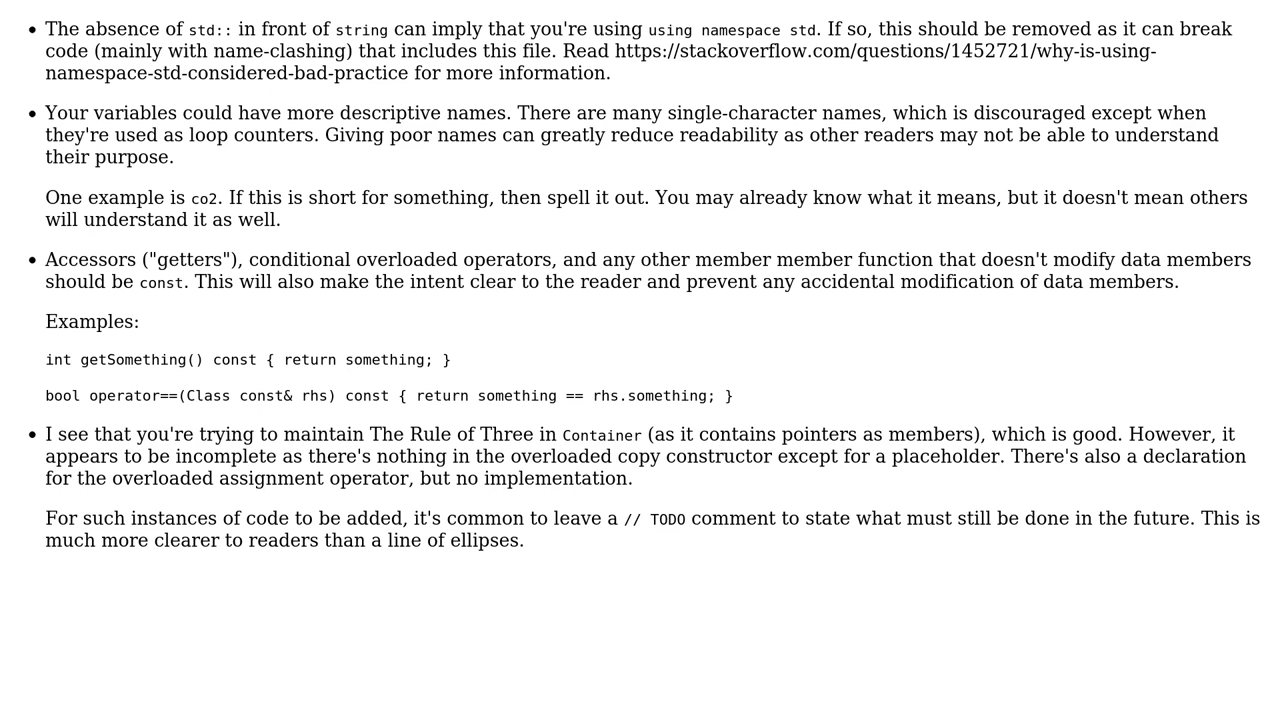 • The absence of std:: in front of string can imply that you're using using namespace std. If so, this should be removed as it can break
code (mainly with name-clashing) that includes this file. Read https://stackoverflow.com/questions/1452721/why-is-using-
namespace-std-considered-bad-practice for more information.
• Your variables could have more descriptive names. There are many single-character names, which is discouraged except when
they're used as loop counters. Giving poor names can greatly reduce readability as other readers may not be able to understand
their purpose.
One example is co2. If this is short for something, then spell it out. You may already know what it means, but it doesn't mean others
will understand it as well.
• Accessors ("getters"), conditional overloaded operators, and any other member member function that doesn't modify data members
should be const. This will also make the intent clear to the reader and prevent any accidental modification of data members.
Examples:
int getSomething() const { return something; }
bool operator==(Class const& rhs) const { return something == rhs.something; }
• I see that you're trying to maintain The Rule of Three in Container (as it contains pointers as members), which is good. However, it
appears to be incomplete as there's nothing in the overloaded copy constructor except for a placeholder. There's also a declaration
for the overloaded assignment operator, but no implementation.
For such instances of code to be added, it's common to leave a // TODO comment to state what must still be done in the future. This is
much more clearer to readers than a line of ellipses.